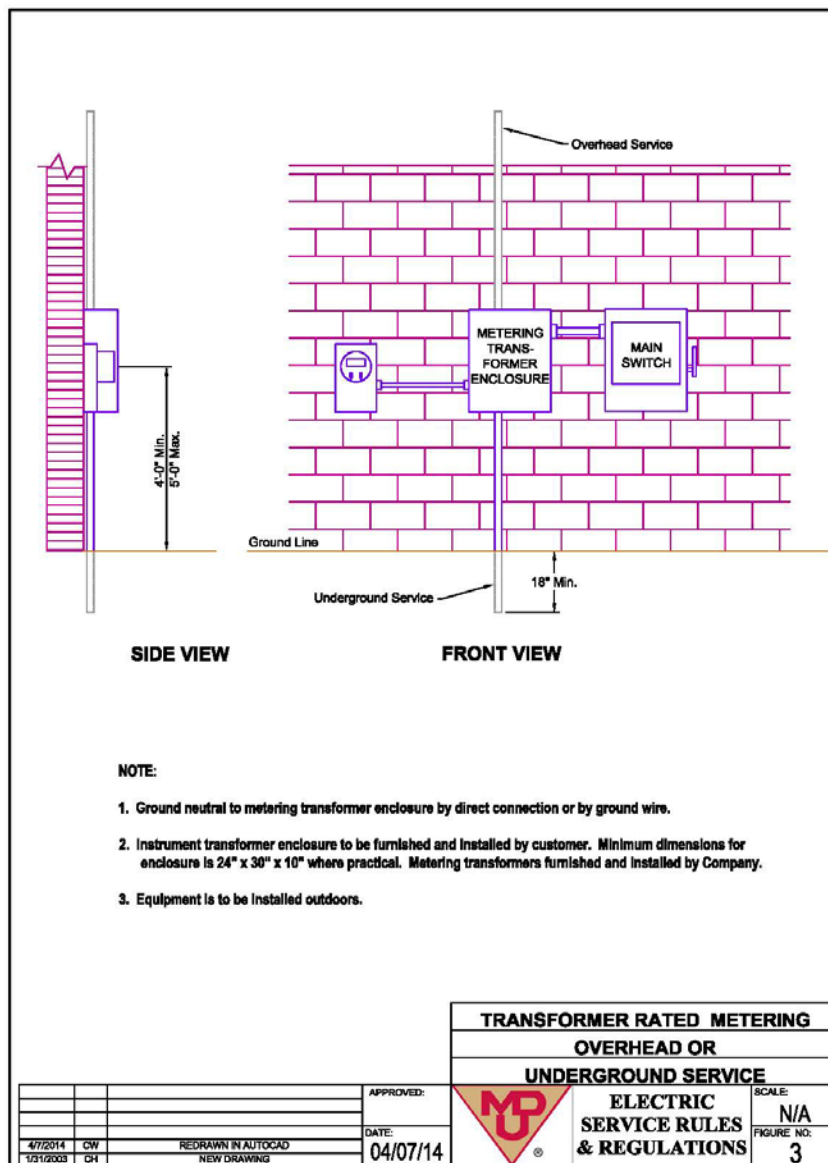 Overhead Service
METERING
TRANS-
FORMER
ENCLOSURE
MAIN
SWITCH
4'-0" Min.
5'-0" Max.
Ground Line
18" Min.
Underground Service
SIDE VIEW
FRONT VIEW
NOTE:
1. Ground neutral to metering transformer enclosure by direct connection or by ground wire.
2. Instrument transformer enclosure to be furnished and installed by customer. Minimum dimensions for
enclosure is 24" x 30" x 10" where practical. Metering transformers furnished and installed by Company.
3. Equipment is to be installed outdoors.
TRANSFORMER RATED METERING
OVERHEAD OR
UNDERGROUND SERVICE
APPROVED:
DATE:
04/07/14
4/7/2014 CW REDRAWN IN AUTOCAD
1/31/2003 CH NEW DRAWING
MPU
®
ELECTRIC
SERVICE RULES
& REGULATIONS
SCALE:
N/A
FIGURE NO:
3